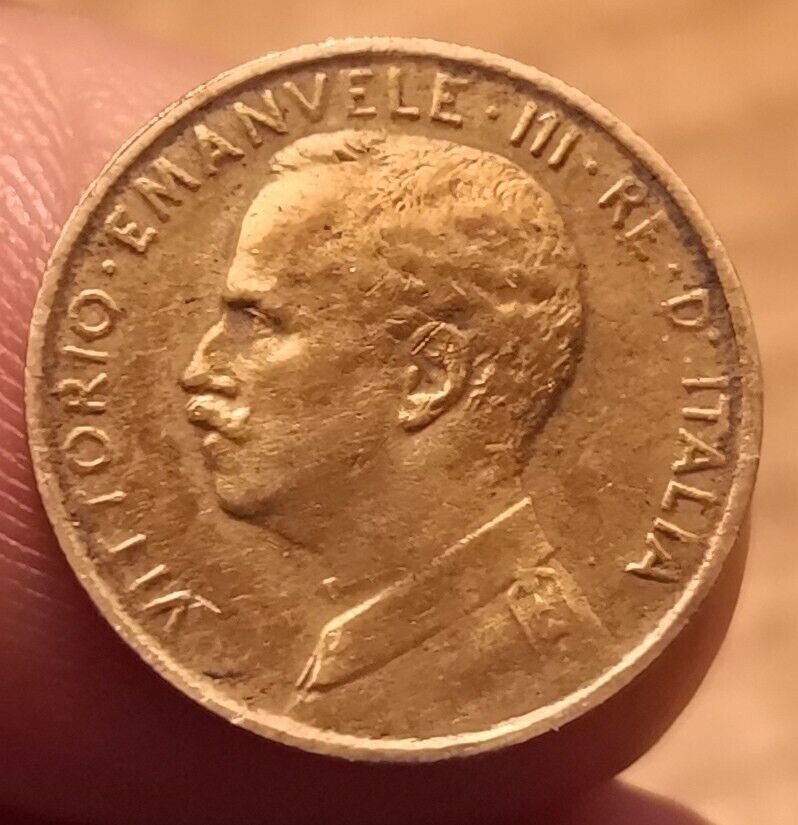 VITTORIO · EMANVELE · III · RE · D' ITALIA